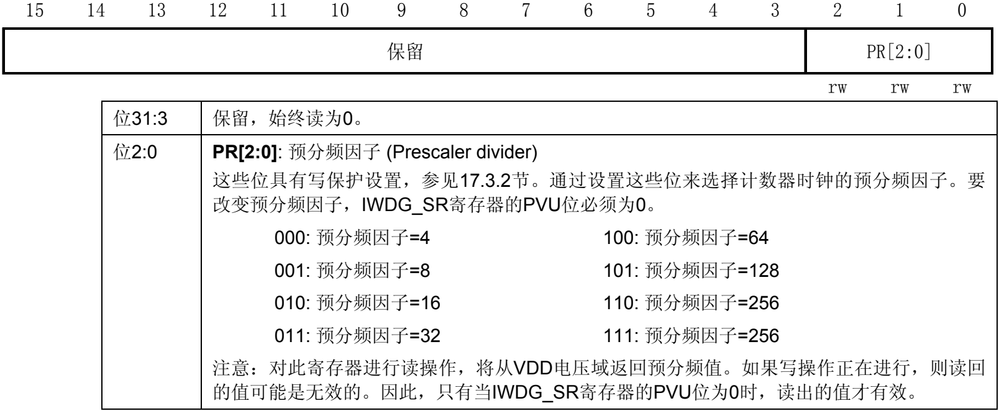 15 14 13 12 11 10 9 8 7 6 5 4 3 2 1 0
保留 PR[2:0]
rw rw rw
位31:3 保留，始终读为0。
位2:0 PR[2:0]: 预分频因子 (Prescaler divider)
这些位具有写保护设置，参见17.3.2节。通过设置这些位来选择计数器时钟的预分频因子。要
改变预分频因子，IWDG_SR寄存器的PVU位必须为0。
000: 预分频因子=4 100: 预分频因子=64
001: 预分频因子=8 101: 预分频因子=128
010: 预分频因子=16 110: 预分频因子=256
011: 预分频因子=32 111: 预分频因子=256
注意：对此寄存器进行读操作，将从VDD电压域返回预分频值。如果写操作正在进行，则读回
的值可能是无效的。因此，只有当IWDG_SR寄存器的PVU位为0时，读出的值才有效。